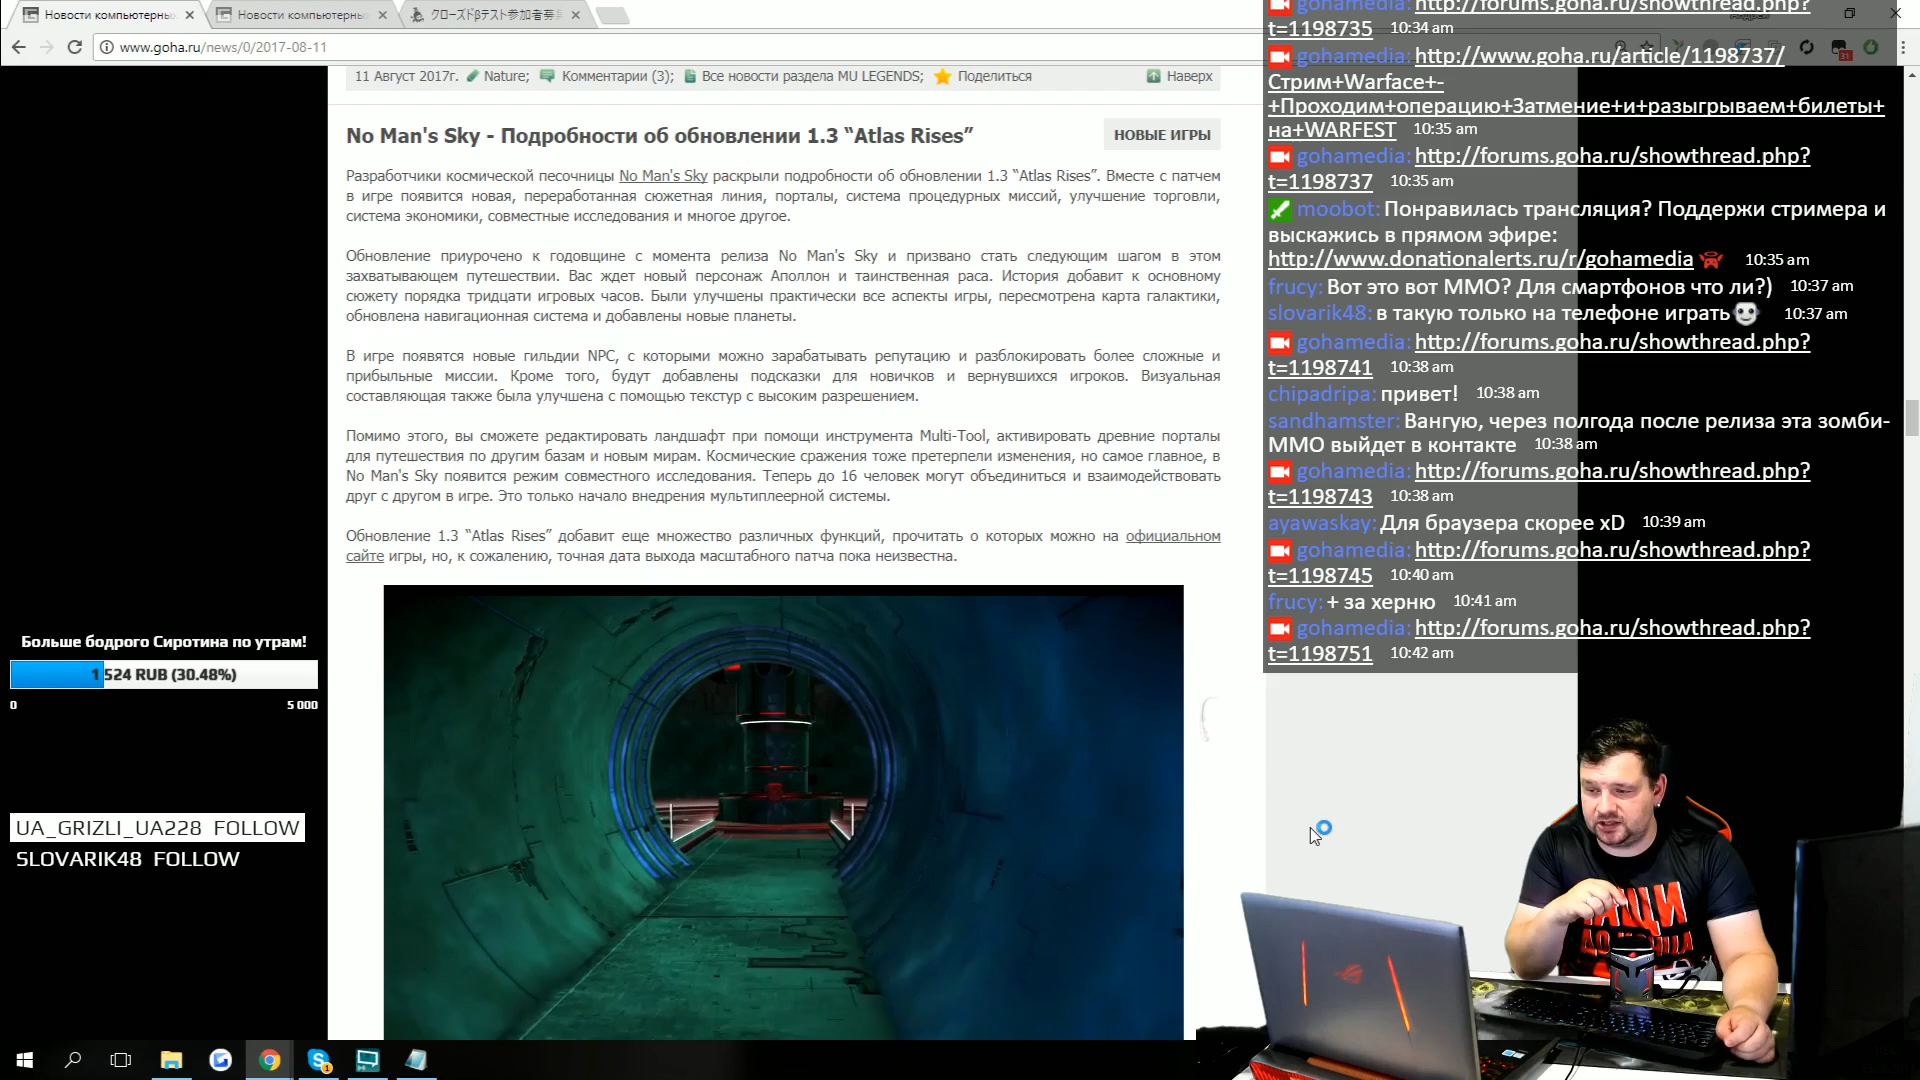 Новости компьютерны
Новости компьютерны
クローズドβテスト参加者募集
www.goha.ru/news/0/2017-08-11
11 Август 2017г.
Nature;
Комментарии (3);
Все новости раздела MU LEGENDS;
Поделиться
Наверх
No Man's Sky - Подробности об обновлении 1.3 “Atlas Rises”
НОВЫЕ ИГРЫ
Разработчики космической песочницы No Man's Sky раскрыли подробности об обновлении 1.3 “Atlas Rises”. Вместе с патчем
в игре появится новая, переработанная сюжетная линия, порталы, система процедурных миссий, улучшение торговли,
система экономики, совместные исследования и многое другое.
Обновление приурочено к годовщине с момента релиза No Man's Sky и призвано стать следующим шагом в этом
захватывающем путешествии. Вас ждет новый персонаж Аполлон и таинственная раса. История добавит к основному
сюжету порядка тридцати игровых часов. Были улучшены практически все аспекты игры, пересмотрена карта галактики,
обновлена навигационная система и добавлены новые планеты.
В игре появятся новые гильдии NPC, с которыми можно зарабатывать репутацию и разблокировать более сложные и
прибыльные миссии. Кроме того, будут добавлены подсказки для новичков и вернувшихся игроков. Визуальная
составляющая также была улучшена с помощью текстур с высоким разрешением.
Помимо этого, вы сможете редактировать ландшафт при помощи инструмента Multi-Tool, активировать древние порталы
для путешествия по другим базам и новым мирам. Космические сражения тоже претерпели изменения, но самое главное, в
No Man's Sky появится режим совместного исследования. Теперь до 16 человек могут объединиться и взаимодействовать
друг с другом в игре. Это только начало внедрения мультиплеерной системы.
Обновление 1.3 “Atlas Rises” добавит еще множество различных функций, прочитать о которых можно на официальном
сайте игры, но, к сожалению, точная дата выхода масштабного патча пока неизвестна.
Больше бодрого Сиротина по утрам!
1 524 RUB (30.48%)
0
5 000
UA_GRIZLI_UA228 FOLLOW
SLOVARIK48 FOLLOW
gohamedia: http://forums.goha.ru/showthread.php?
t=1198735 10:34 am
gohamedia: http://www.goha.ru/article/1198737/
Стрим+Warface+-
+Проходим+операцию+Затмение+и+разыгрываем+билеты+
на+WARFEST 10:35 am
gohamedia: http://forums.goha.ru/showthread.php?
t=1198737 10:35 am
moobot: Понравилась трансляция? Поддержи стримера и
выскажись в прямом эфире:
http://www.donationalerts.ru/r/gohamedia 10:35 am
frucy: Вот это вот ММО? Для смартфонов что ли?) 10:37 am
slovarik48: в такую только на телефоне играть 10:37 am
gohamedia: http://forums.goha.ru/showthread.php?
t=1198741 10:38 am
chipadripa: привет! 10:38 am
sandhamster: Вангую, через полгода после релиза эта зомби-
ММО выйдет в контакте 10:38 am
gohamedia: http://forums.goha.ru/showthread.php?
t=1198743 10:38 am
ayawaskay: Для браузера скорее xD 10:39 am
gohamedia: http://forums.goha.ru/showthread.php?
t=1198745 10:40 am
frucy: + за херню 10:41 am
gohamedia: http://forums.goha.ru/showthread.php?
t=1198751 10:42 am